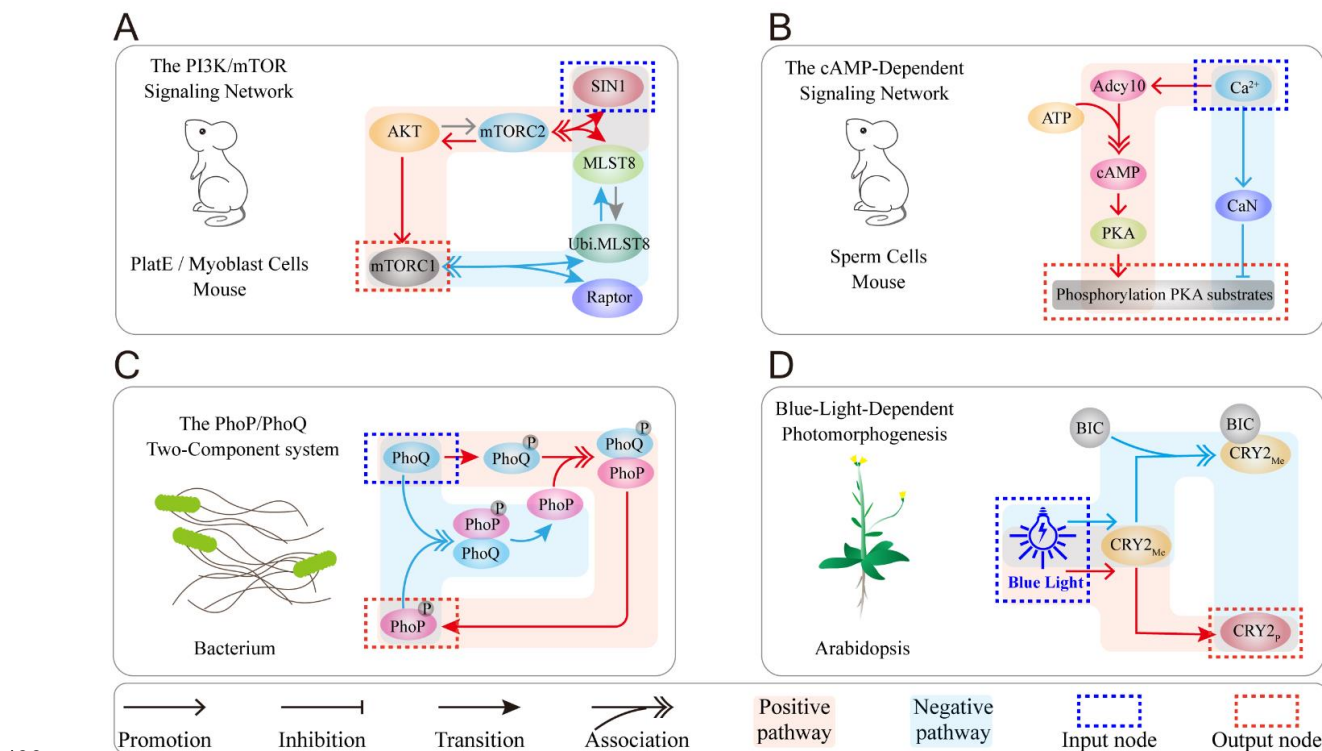 A
The PI3K/mTOR
Signaling Network
PlatE / Myoblast Cells
Mouse
SIN1
AKT
mTORC2
MLST8
Ubi.MLST8
mTORC1
Raptor
B
The cAMP-Dependent
Signaling Network
Sperm Cells
Mouse
Adcy10
Ca²⁺
ATP
cAMP
CaN
PKA
Phosphorylation PKA substrates
C
The PhoP/PhoQ
Two-Component system
Bacterium
PhoQ
P
PhoQ
P
PhoQ
PhoP
PhoP
P
PhoP
PhoQ
P
PhoP
D
Blue-Light-Dependent
Photomorphogenesis
Arabidopsis
BIC
BIC
CRY2Me
Blue Light
CRY2Me
CRY2P
Promotion
Inhibition
Transition
Association
Positive
pathway
Negative
pathway
Input node
Output node